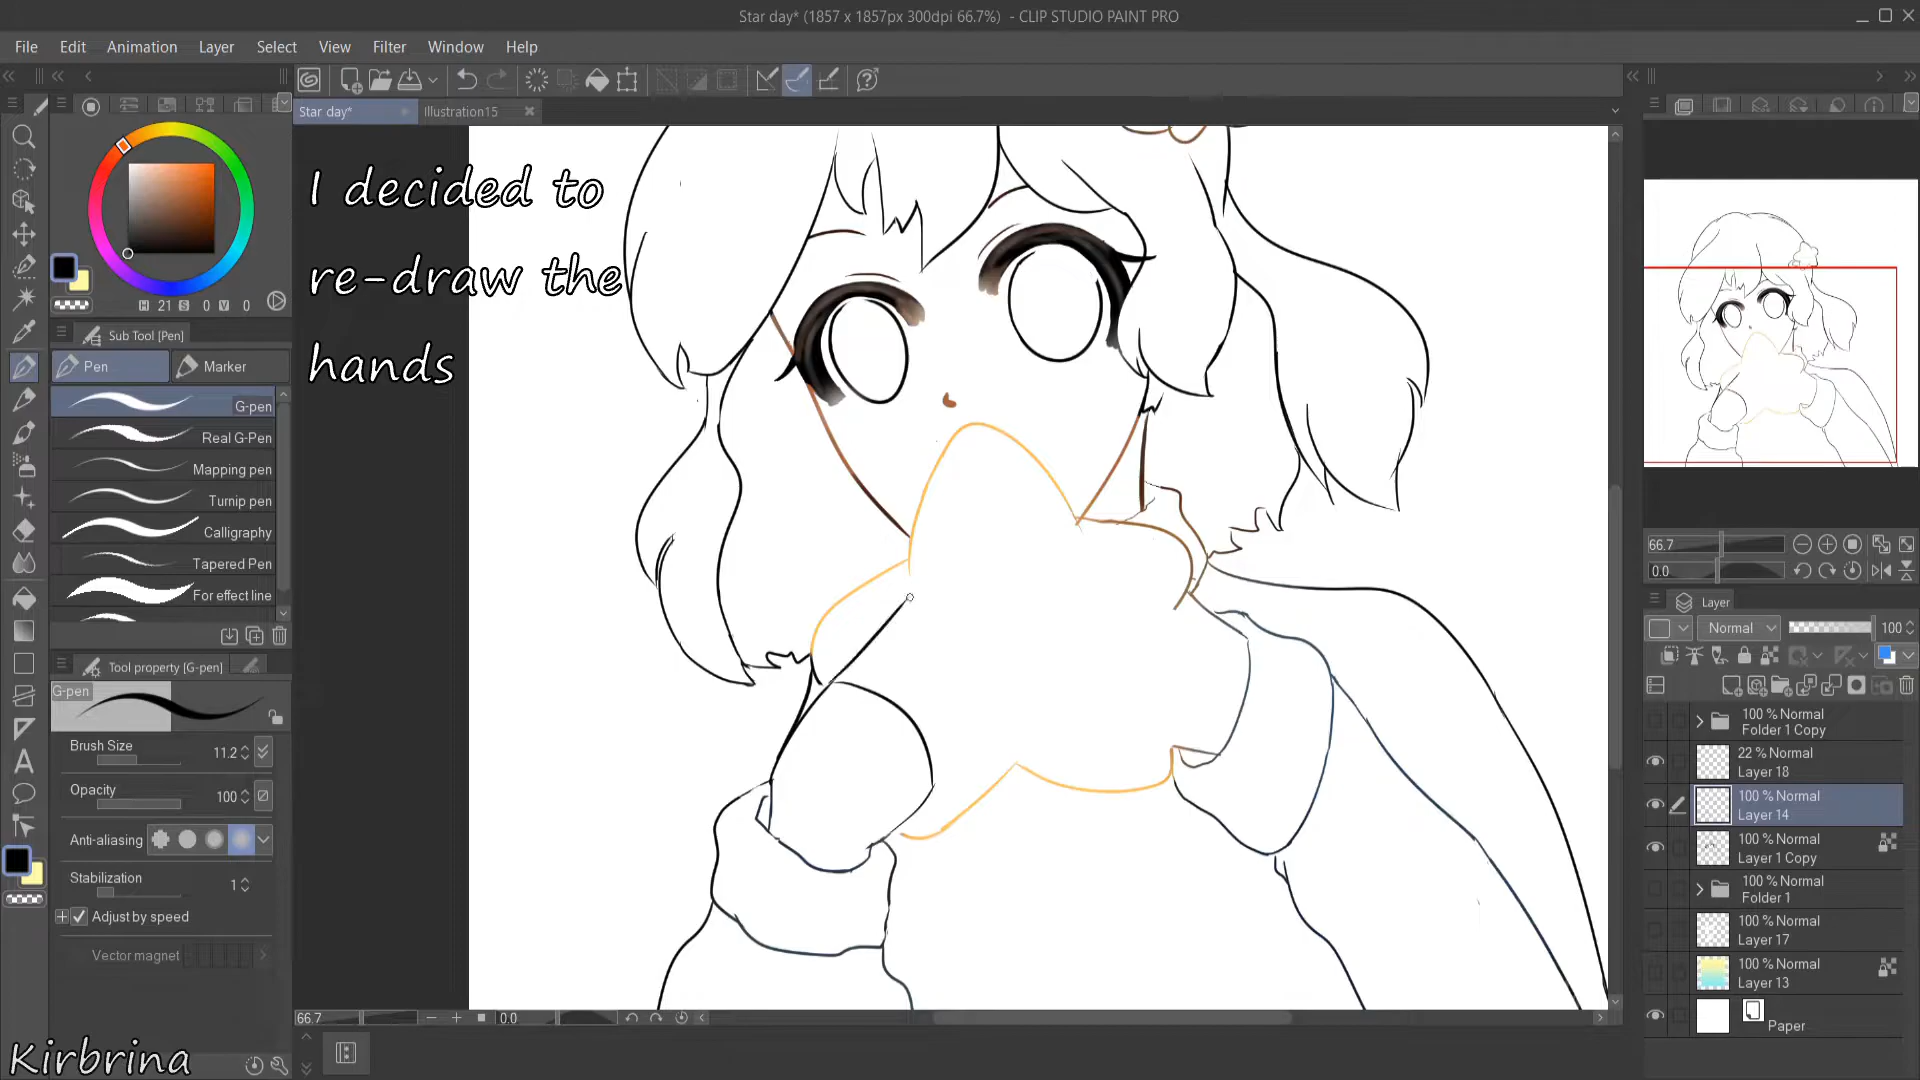 Star day* (1857 x 1857px 300dpi 66.7%)  - CLIP STUDIO PAINT PRO
File Edit Animation Layer Select View Filter Window Help
Star day* Illustration15
I decided to
re-draw the
hands
H 21 S 0 V 0
Sub Tool [Pen]
Pen Marker
G-pen
Real G-Pen
Mapping pen
Turnip pen
Calligraphy
Tapered Pen
For effect line
Tool property [G-pen]
G-pen
Brush Size 11.2
Opacity 100
Anti-aliasing
Stabilization 1
Adjust by speed
Vector magnet
Kirbrina
66.7 0.0
66.7
0.0
Layer
Normal 100
100 % Normal
Folder 1 Copy
22 % Normal
Layer 18
100 % Normal
Layer 14
100 % Normal
Layer 1 Copy
100 % Normal
Folder 1
100 % Normal
Layer 17
100 % Normal
Layer 13
Paper